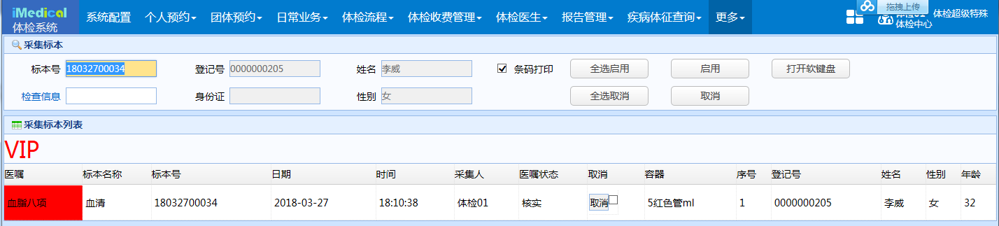 iMedical
体检系统
系统配置 个人预约 团体预约 日常业务 体检流程 体检收费管理 体检医生 报告管理 疾病体征查询 更多
拖拽上传
体检01 体检超级特殊
体检中心
采集标本
标本号 18032700034 登记号 0000000205 姓名 李威 条码打印 全选启用 启用 打开软键盘
检查信息 身份证 性别 女 全选取消 取消
采集标本列表
VIP
医嘱 标本名称 标本号 日期 时间 采集人 医嘱状态 取消 容器 序号 登记号 姓名 性别 年龄
血脂八项 血清 18032700034 2018-03-27 18:10:38 体检01 核实 取消 5红色管ml 1 0000000205 李威 女 32